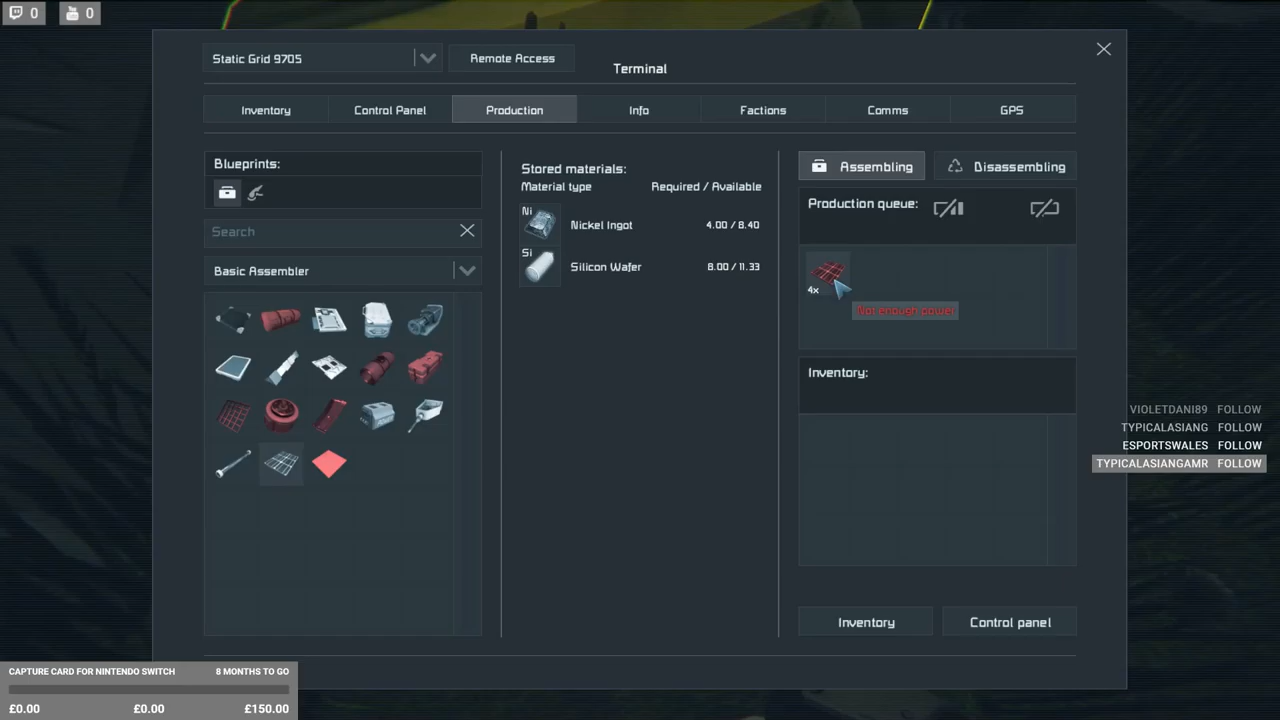 0 0
Static Grid 9705
Remote Access
Terminal
Inventory
Control Panel
Production
Info
Factions
Comms
GPS
Blueprints:
Search
Basic Assembler
Stored materials:
Material type Required / Available
Ni
Nickel Ingot 4.00 / 8.40
Si
Silicon Wafer 8.00 / 11.33
Assembling
Disassembling
Production queue:
4x
Not enough power
Inventory:
Inventory
Control panel
VIOLETDANI89 FOLLOW
TYPICALASIANG FOLLOW
ESPORTSWALES FOLLOW
TYPICALASIANGAMR FOLLOW
CAPTURE CARD FOR NINTENDO SWITCH 8 MONTHS TO GO
£0.00 £0.00 £150.00